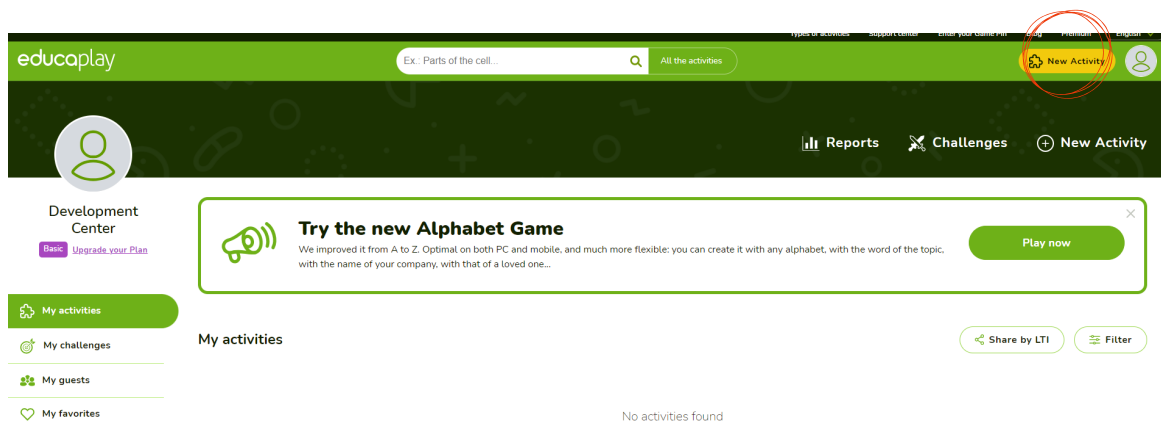 Types of activities Support center Enter your Game Pin Blog Premium English
educaplay
Ex.: Parts of the cell...
All the activities
New Activity
Reports
Challenges
New Activity
Development
Center
Basic Upgrade your Plan
Try the new Alphabet Game
We improved it from A to Z. Optimal on both PC and mobile, and much more flexible: you can create it with any alphabet, with the word of the topic,
with the name of your company, with that of a loved one...
Play now
My activities
My challenges
My guests
My favorites
My activities
Share by LTI
Filter
No activities found